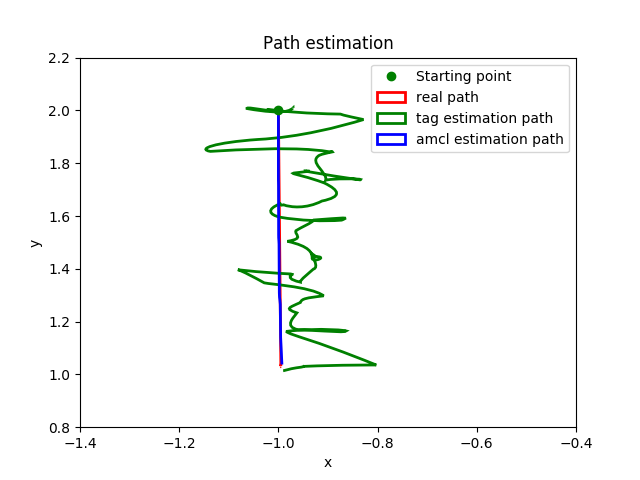 Path estimation
Starting point
real path
tag estimation path
amcl estimation path
y
2.2
2.0
1.8
1.6
1.4
1.2
1.0
0.8
−1.4 −1.2 −1.0 −0.8 −0.6 −0.4
x